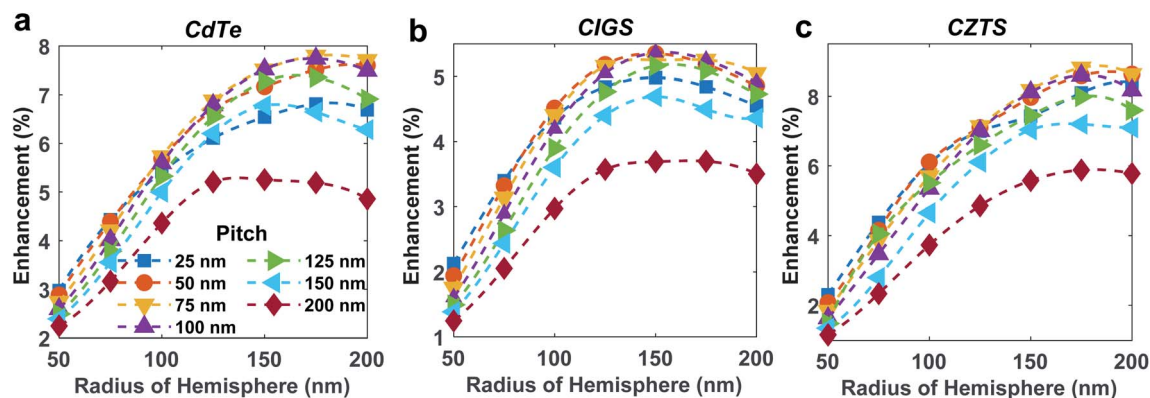 a
CdTe
Enhancement (%)
8
7
6
5
4
3
2
Pitch
25 nm
50 nm
75 nm
100 nm
125 nm
150 nm
200 nm
50
100
150
200
Radius of Hemisphere (nm)
b
CIGS
Enhancement (%)
5
4
3
2
1
50
100
150
200
Radius of Hemisphere (nm)
c
CZTS
Enhancement (%)
8
6
4
2
50
100
150
200
Radius of Hemisphere (nm)